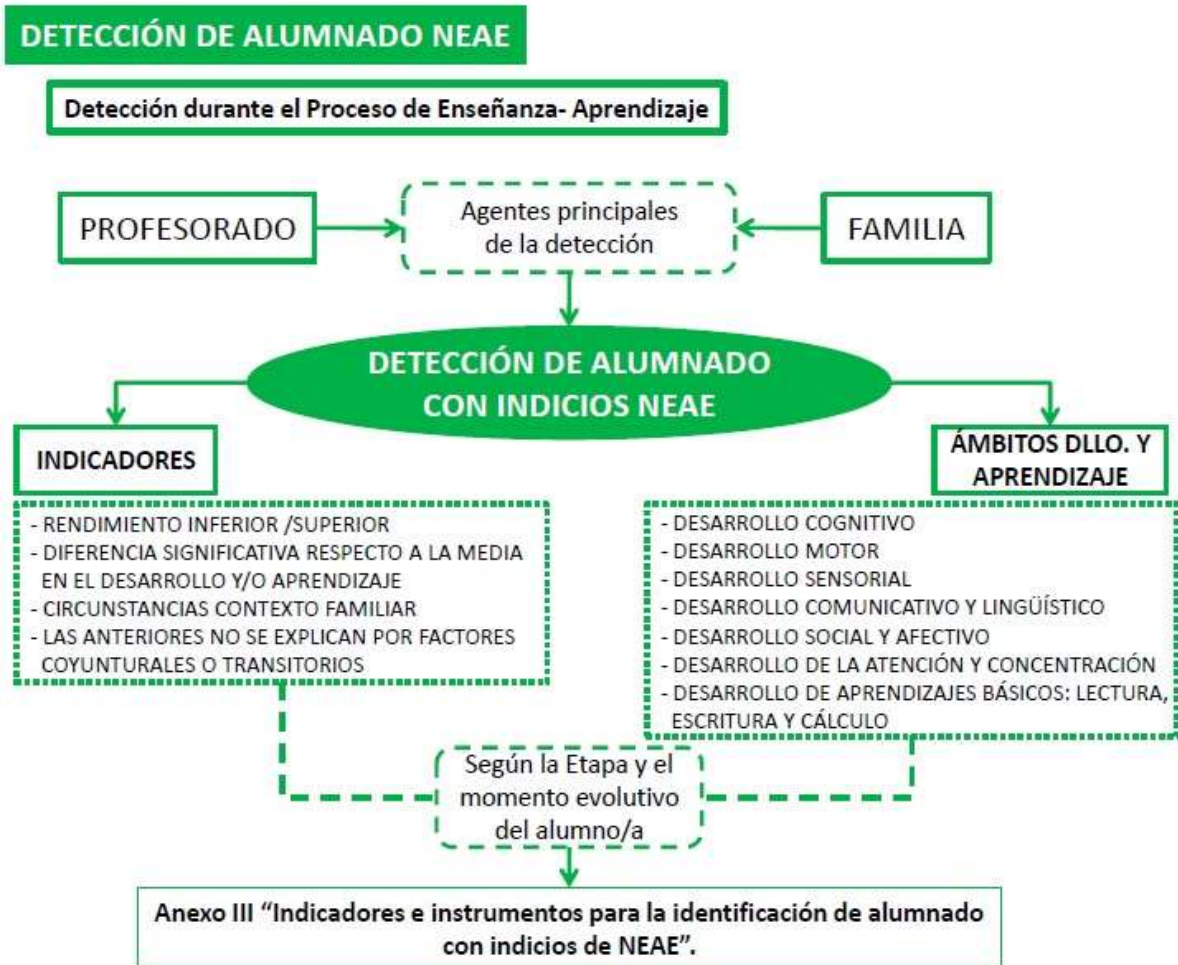 DETECCIÓN DE ALUMNADO NEAE
Detección durante el Proceso de Enseñanza- Aprendizaje
PROFESORADO
Agentes principales
de la detección
FAMILIA
DETECCIÓN DE ALUMNADO
CON INDICIOS NEAE
INDICADORES
- RENDIMIENTO INFERIOR /SUPERIOR
- DIFERENCIA SIGNIFICATIVA RESPECTO A LA MEDIA
EN EL DESARROLLO Y/O APRENDIZAJE
- CIRCUNSTANCIAS CONTEXTO FAMILIAR
- LAS ANTERIORES NO SE EXPLICAN POR FACTORES
COYUNTURALES O TRANSITORIOS
ÁMBITOS DLLO. Y
APRENDIZAJE
- DESARROLLO COGNITIVO
- DESARROLLO MOTOR
- DESARROLLO SENSORIAL
- DESARROLLO COMUNICATIVO Y LINGÜÍSTICO
- DESARROLLO SOCIAL Y AFECTIVO
- DESARROLLO DE LA ATENCIÓN Y CONCENTRACIÓN
- DESARROLLO DE APRENDIZAJES BÁSICOS: LECTURA,
ESCRITURA Y CÁLCULO
Según la Etapa y el
momento evolutivo
del alumno/a
Anexo III “Indicadores e instrumentos para la identificación de alumnado
con indicios de NEAE”.